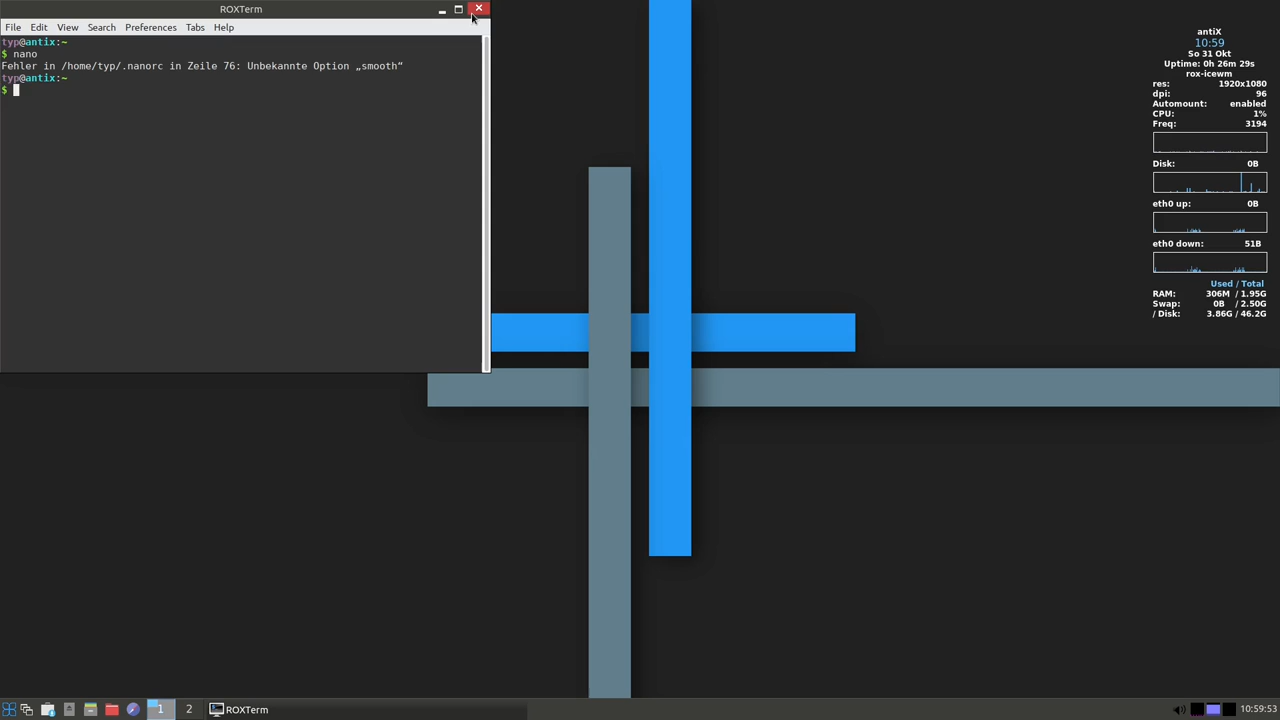 ROXTerm
File Edit View Search Preferences Tabs Help
typ@antix:~
$ nano
Fehler in /home/typ/.nanorc in Zeile 76: Unbekannte Option „smooth“
typ@antix:~
$
antiX
10:59
So 31 Okt
Uptime: 0h 26m 29s
rox-icewm
res: 1920x1080
dpi: 96
Automount: enabled
CPU: 1%
Freq: 3194
Disk: 0B
eth0 up: 0B
eth0 down: 51B
Used / Total
RAM: 306M / 1.95G
Swap: 0B / 2.50G
/ Disk: 3.86G / 46.2G
1 2 ROXTerm 10:59:53